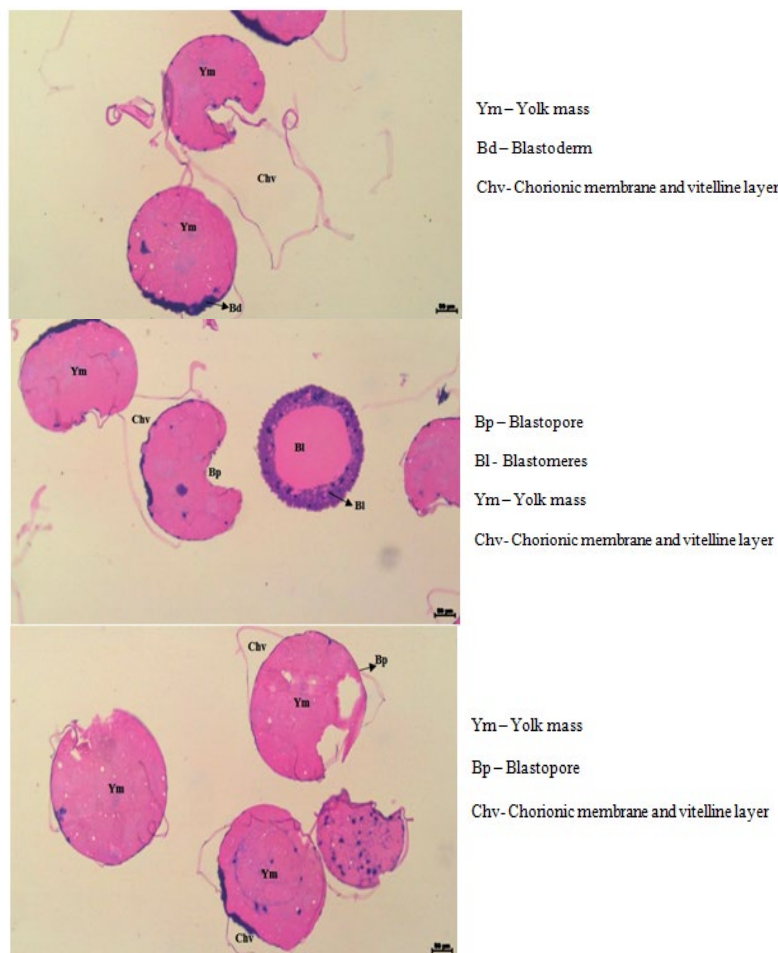 Ym
Ym – Yolk mass
Bd – Blastoderm
Chv
Chv- Chorionic membrane and vitelline layer
Ym
Bd
Ym
Chv
Bp – Blastopore
Bl
Bp
Bl - Blastomeres
Bl
Ym – Yolk mass
Chv- Chorionic membrane and vitelline layer
Chv
Bp
Ym
Ym – Yolk mass
Bp – Blastopore
Ym
Chv- Chorionic membrane and vitelline layer
Ym
Chv